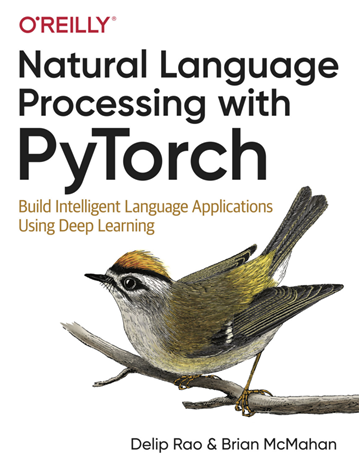 O'REILLY®
Natural Language
Processing with
PyTorch
Build Intelligent Language Applications
Using Deep Learning
Delip Rao & Brian McMahan